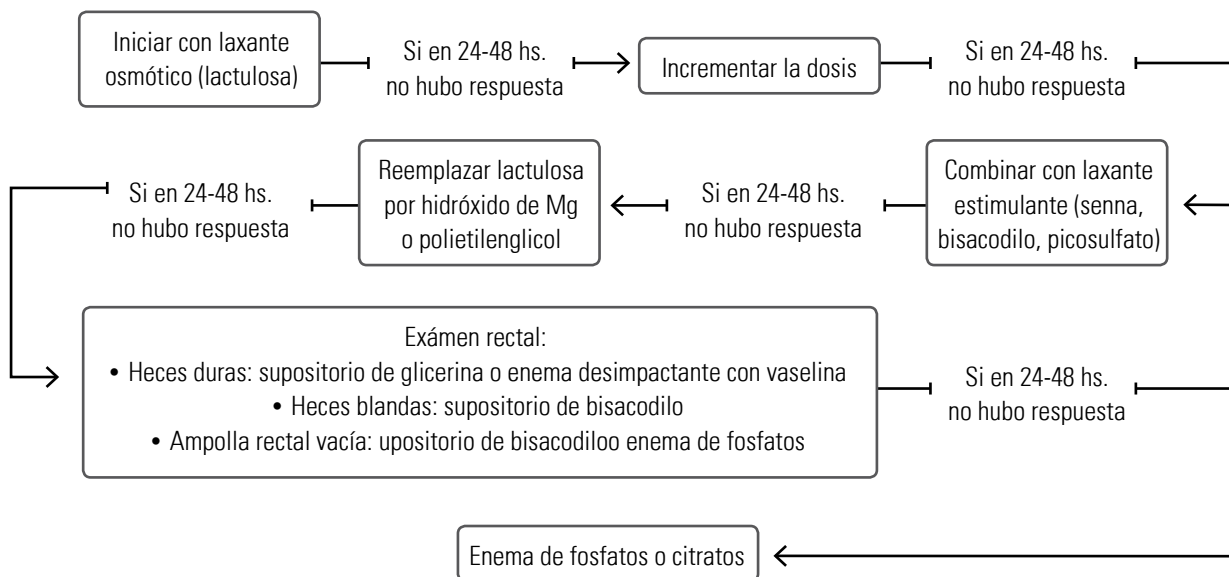 Iniciar con laxante
osmótico (lactulosa)
Si en 24-48 hs.
no hubo respuesta
Incrementar la dosis
Si en 24-48 hs.
no hubo respuesta
Combinar con laxante
estimulante (senna,
bisacodilo, picosulfato)
Si en 24-48 hs.
no hubo respuesta
Reemplazar lactulosa
por hidróxido de Mg
o polietilenglicol
Si en 24-48 hs.
no hubo respuesta
Exámen rectal:
• Heces duras: supositorio de glicerina o enema desimpactante con vaselina
• Heces blandas: supositorio de bisacodilo
• Ampolla rectal vacía: upositorio de bisacodiloo enema de fosfatos
Si en 24-48 hs.
no hubo respuesta
Enema de fosfatos o citratos